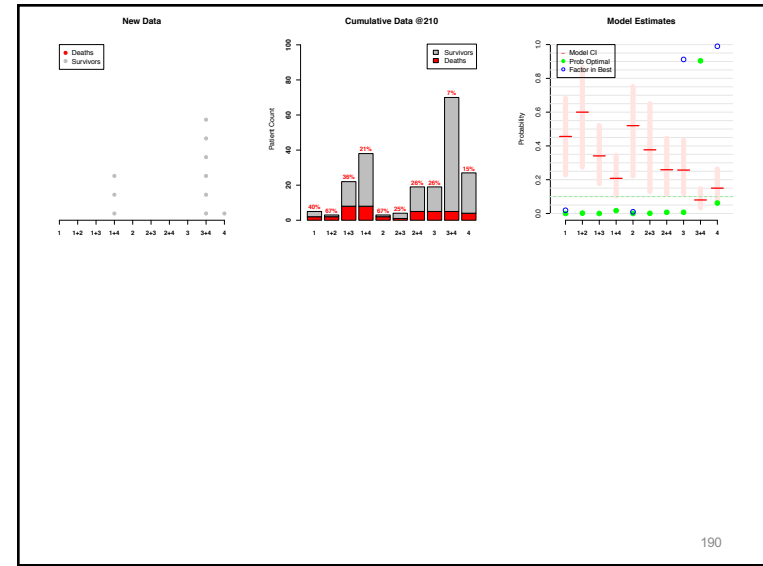 New Data
Deaths
Survivors
1 1+2 1+3 1+4 2 2+3 2+4 3 3+4 4
Cumulative Data @210
Survivors
Deaths
Patient Count
100
80
60
40
20
0
40% 67% 36% 21% 67% 25% 26% 26% 7% 15%
1 1+2 1+3 1+4 2 2+3 2+4 3 3+4 4
Model Estimates
Model CI
Prob Optimal
Factor in Best
Probability
1.0
0.8
0.6
0.4
0.2
0.0
1 1+2 1+3 1+4 2 2+3 2+4 3 3+4 4
190